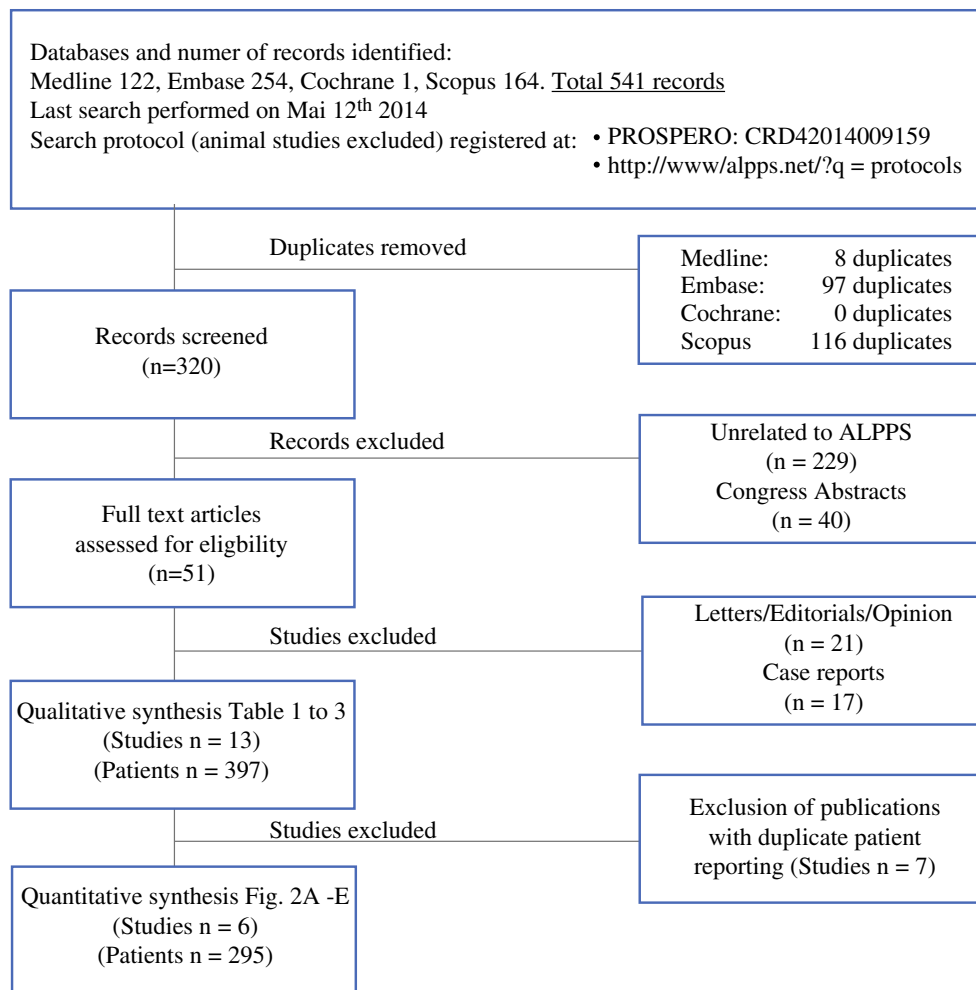 Databases and numer of records identified:
Medline 122, Embase 254, Cochrane 1, Scopus 164. Total 541 records
Last search performed on Mai 12th 2014
Search protocol (animal studies excluded) registered at: • PROSPERO: CRD42014009159
• http://www/alpps.net/?q = protocols
Duplicates removed
Medline: 8 duplicates
Embase: 97 duplicates
Cochrane: 0 duplicates
Scopus 116 duplicates
Records screened
(n=320)
Records excluded
Unrelated to ALPPS
(n = 229)
Congress Abstracts
(n = 40)
Full text articles
assessed for eligbility
(n=51)
Studies excluded
Letters/Editorials/Opinion
(n = 21)
Case reports
(n = 17)
Qualitative synthesis Table 1 to 3
(Studies n = 13)
(Patients n = 397)
Studies excluded
Exclusion of publications
with duplicate patient
reporting (Studies n = 7)
Quantitative synthesis Fig. 2A -E
(Studies n = 6)
(Patients n = 295)